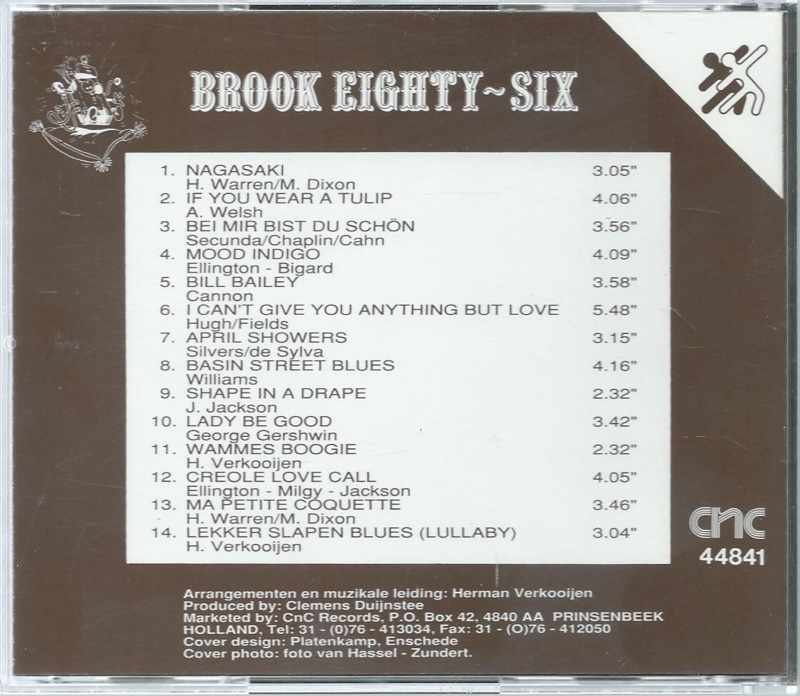 BROOK EIGHTY~SIX
1. NAGASAKI 3.05"
H. Warren/M. Dixon
2. IF YOU WEAR A TULIP 4.06"
A. Welsh
3. BEI MIR BIST DU SCHÖN 3.56"
Secunda/Chaplin/Cahn
4. MOOD INDIGO 4.09"
Ellington - Bigard
5. BILL BAILEY 3.58"
Cannon
6. I CAN'T GIVE YOU ANYTHING BUT LOVE 5.48"
Hugh/Fields
7. APRIL SHOWERS 3.15"
Silvers/de Sylva
8. BASIN STREET BLUES 4.16"
Williams
9. SHAPE IN A DRAPE 2.32"
J. Jackson
10. LADY BE GOOD 3.42"
George Gershwin
11. WAMMES BOOGIE 2.32"
H. Verkooijen
12. CREOLE LOVE CALL 4.05"
Ellington - Milgy - Jackson
13. MA PETITE COQUETTE 3.46"
H. Warren/M. Dixon
14. LEKKER SLAPEN BLUES (LULLABY) 3.04"
H. Verkooijen
cnc
44841
Arrangementen en muzikale leiding: Herman Verkooijen
Produced by: Clemens Duijnstee
Marketed by: CnC Records, P.O. Box 42, 4840 AA PRINSENBEEK
HOLLAND, Tel: 31 - (0)76 - 413034, Fax: 31 - (O)76 - 412050
Cover design: Platenkamp, Enschede
Cover photo: foto van Hassel - Zundert.